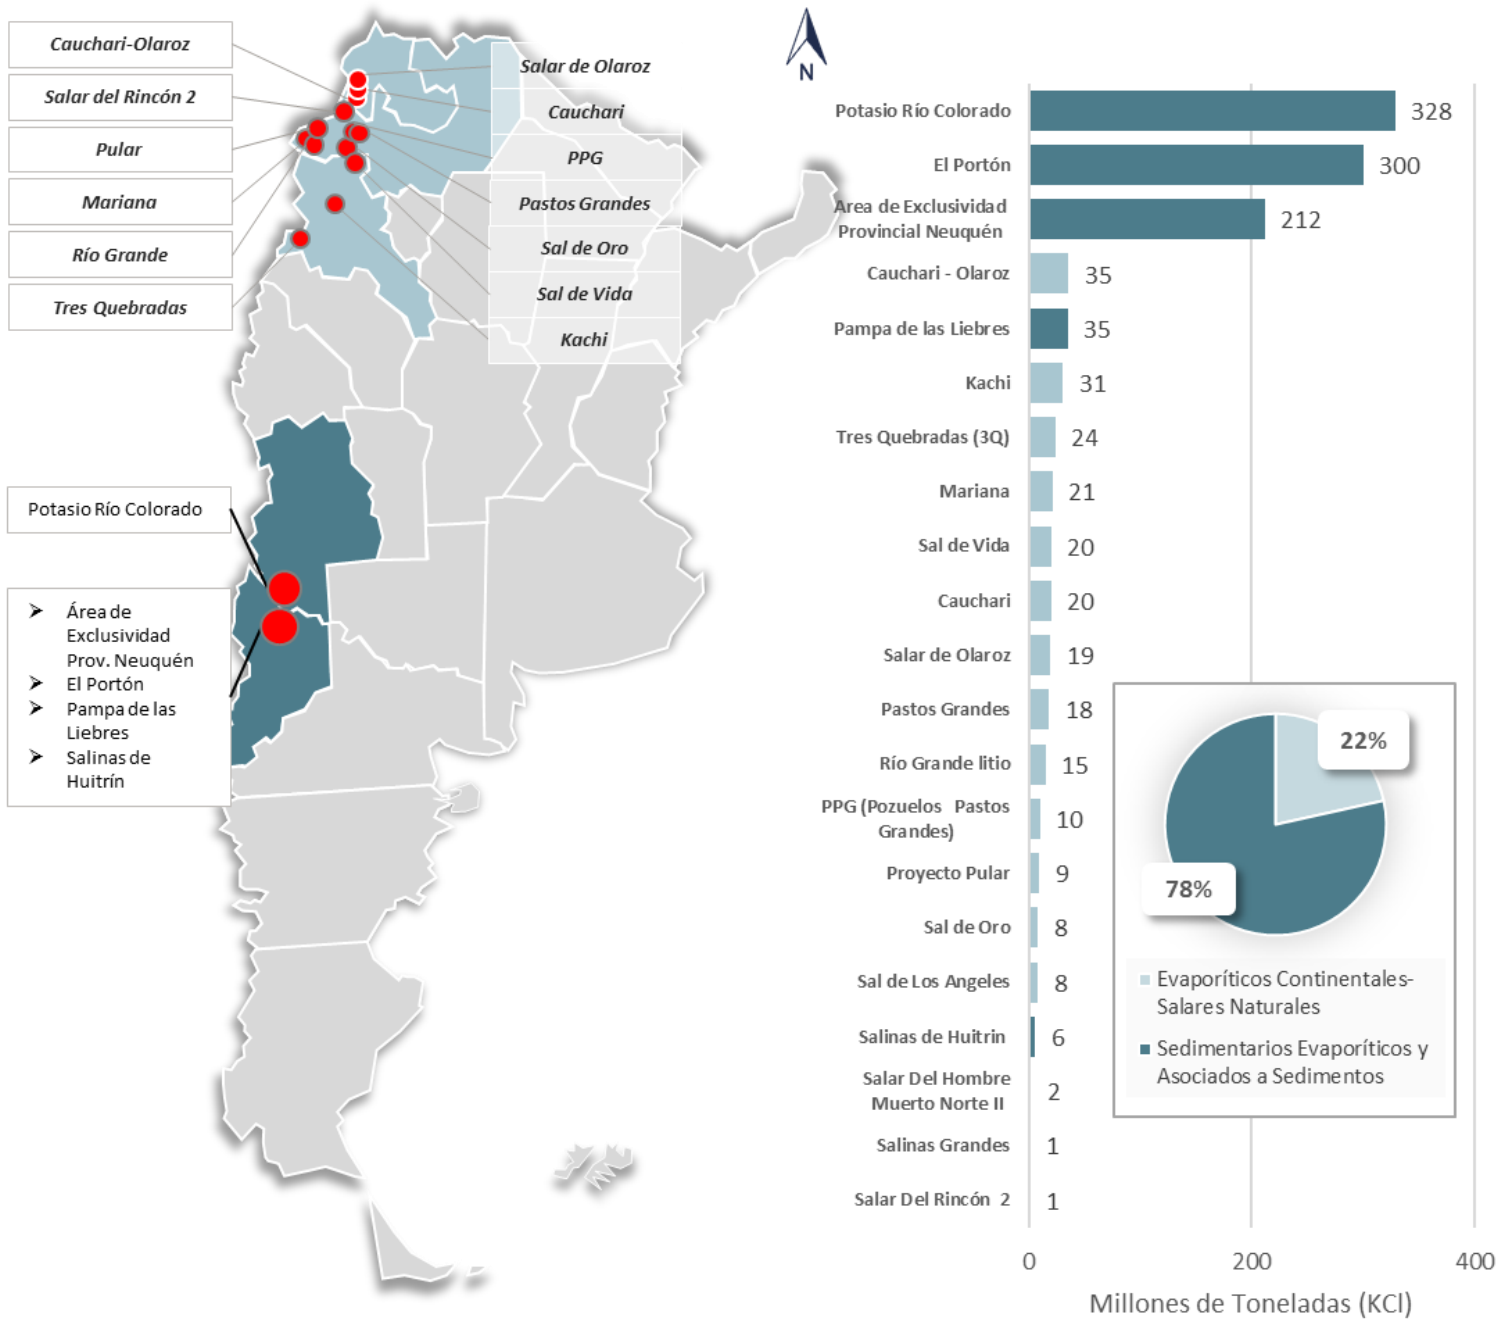 Cauchari-Olaroz
Salar del Rincón 2
Pular
Mariana
Río Grande
Tres Quebradas
Salar de Olaroz
Cauchari
PPG
Pastos Grandes
Sal de Oro
Sal de Vida
Kachi
N
Potasio Río Colorado
➢ Área de
Exclusividad
Prov. Neuquén
➢ El Portón
➢ Pampa de las
Liebres
➢ Salinas de
Huitrín
Potasio Río Colorado 328
El Portón 300
Area de Exclusividad
Provincial Neuquén 212
Cauchari - Olaroz 35
Pampa de las Liebres 35
Kachi 31
Tres Quebradas (3Q) 24
Mariana 21
Sal de Vida 20
Cauchari 20
Salar de Olaroz 19
Pastos Grandes 18
Río Grande litio 15
PPG (Pozuelos Pastos
Grandes) 10
Proyecto Pular 9
Sal de Oro 8
Sal de Los Angeles 8
Salinas de Huitrin 6
Salar Del Hombre
Muerto Norte II 2
Salinas Grandes 1
Salar Del Rincón 2 1
0 200 400
Millones de Toneladas (KCl)
22%
78%
Evaporíticos Continentales-
Salares Naturales
Sedimentarios Evaporíticos y
Asociados a Sedimentos